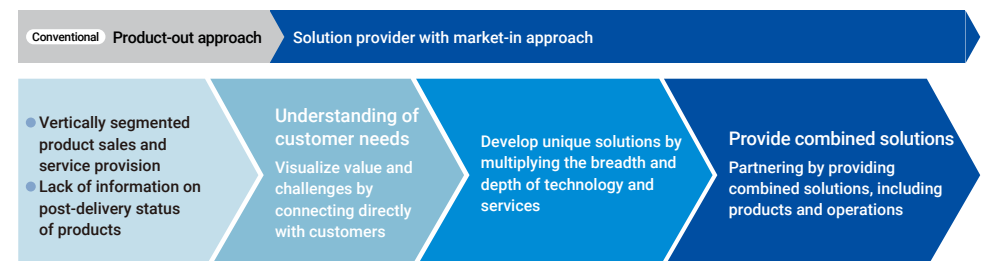 Conventional Product-out approach
Solution provider with market-in approach
Vertically segmented
product sales and
service provision
Lack of information on
post-delivery status
of products
Understanding of
customer needs
Visualize value and
challenges by
connecting directly
with customers
Develop unique solutions by
multiplying the breadth and
depth of technology and
services
Provide combined solutions
Partnering by providing
combined solutions, including
products and operations